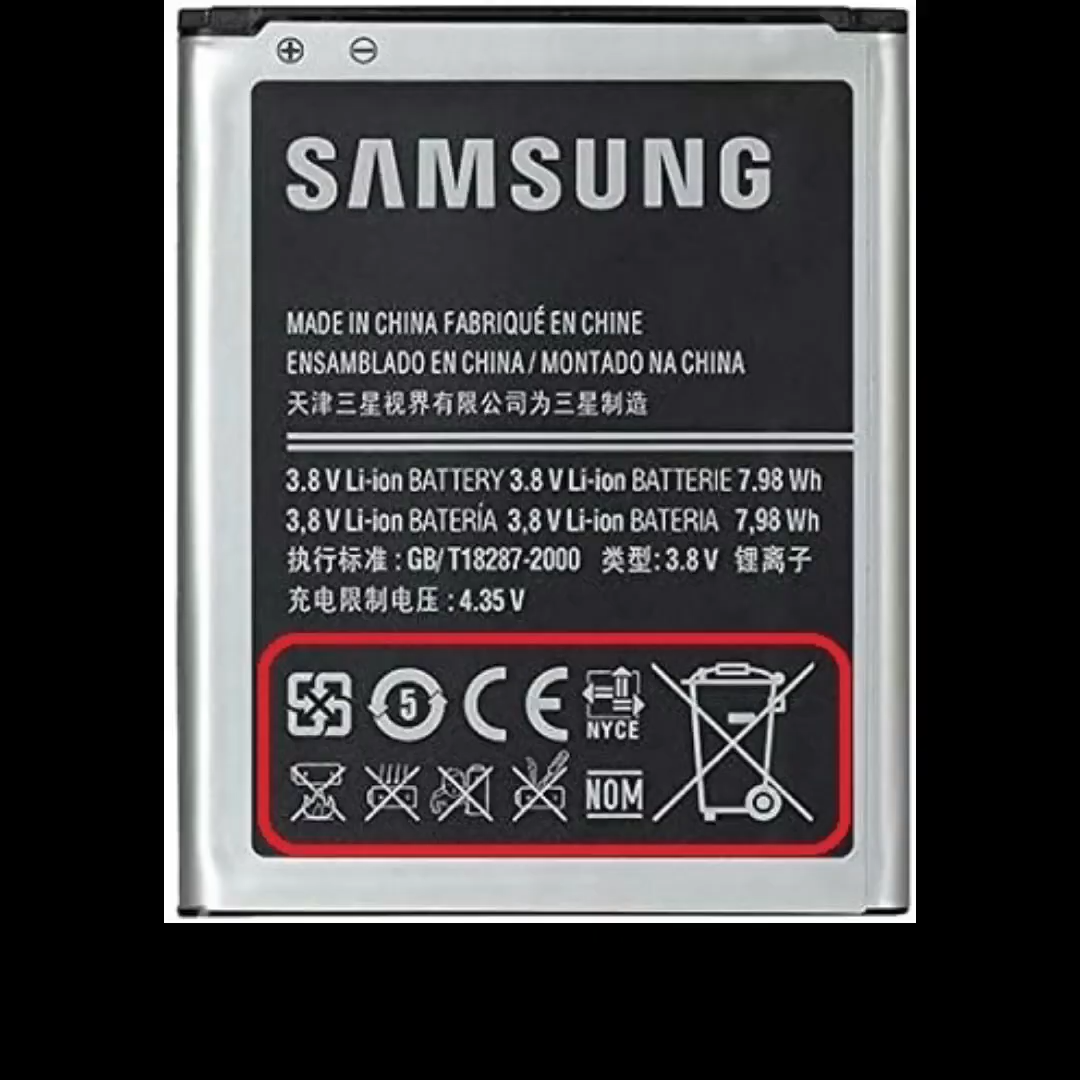 SAMSUNG
MADE IN CHINA FABRIQUÉ EN CHINE
ENSAMBLADO EN CHINA / MONTADO NA CHINA
天津三星视界有限公司为三星制造
3.8 V Li-ion BATTERY 3.8 V Li-ion BATTERIE 7.98 Wh
3,8 V Li-ion BATERÍA 3,8 V Li-ion BATERIA 7,98 Wh
执行标准 : GB/ T18287-2000 类型: 3.8 V 锂离子
充电限制电压 : 4.35 V
5 CE NYCE
NOM